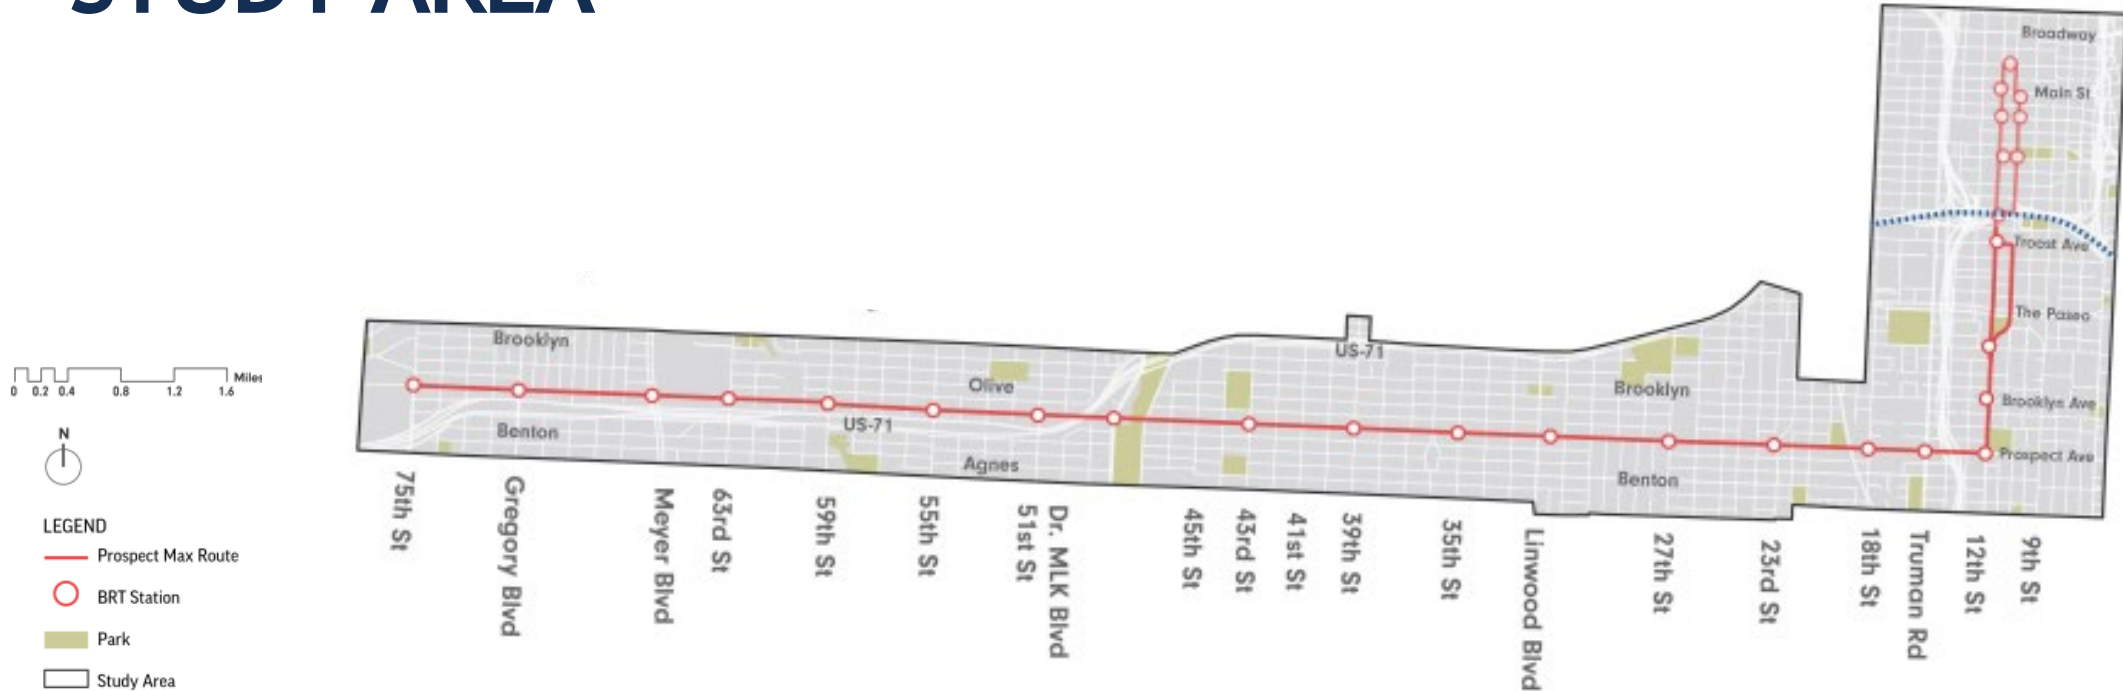 STUDY AREA
Broadway
Main St
Troost Ave
The Paseo
Brooklyn Ave
Prospect Ave
Brooklyn
Olive
US-71
Brooklyn
US-71
Benton
Agnes
Benton
75th St
Gregory Blvd
Meyer Blvd
63rd St
59th St
55th St
51st St
Dr. MLK Blvd
45th St
43rd St
41st St
39th St
35th St
Linwood Blvd
27th St
23rd St
18th St
Truman Rd
12th St
9th St
0 0.2 0.4 0.8 1.2 1.6 Miles
N
LEGEND
Prospect Max Route
BRT Station
Park
Study Area